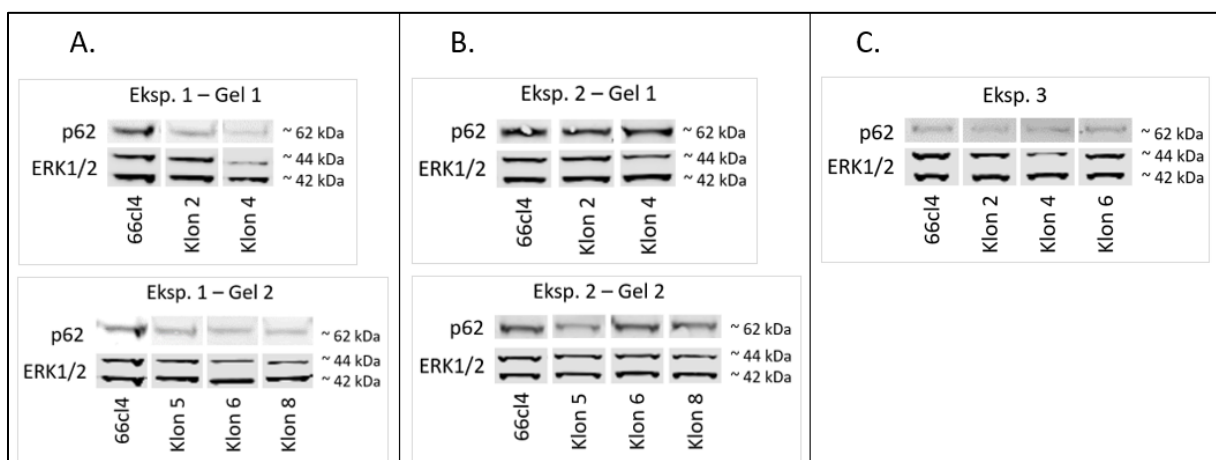 A.
Eksp. 1 – Gel 1
p62
~ 62 kDa
ERK1/2
~ 44 kDa
~ 42 kDa
66cl4
Klon 2
Klon 4
Eksp. 1 – Gel 2
p62
~ 62 kDa
ERK1/2
~ 44 kDa
~ 42 kDa
66cl4
Klon 5
Klon 6
Klon 8
B.
Eksp. 2 – Gel 1
p62
~ 62 kDa
ERK1/2
~ 44 kDa
~ 42 kDa
66cl4
Klon 2
Klon 4
Eksp. 2 – Gel 2
p62
~ 62 kDa
ERK1/2
~ 44 kDa
~ 42 kDa
66cl4
Klon 5
Klon 6
Klon 8
C.
Eksp. 3
p62
~ 62 kDa
ERK1/2
~ 44 kDa
~ 42 kDa
66cl4
Klon 2
Klon 4
Klon 6